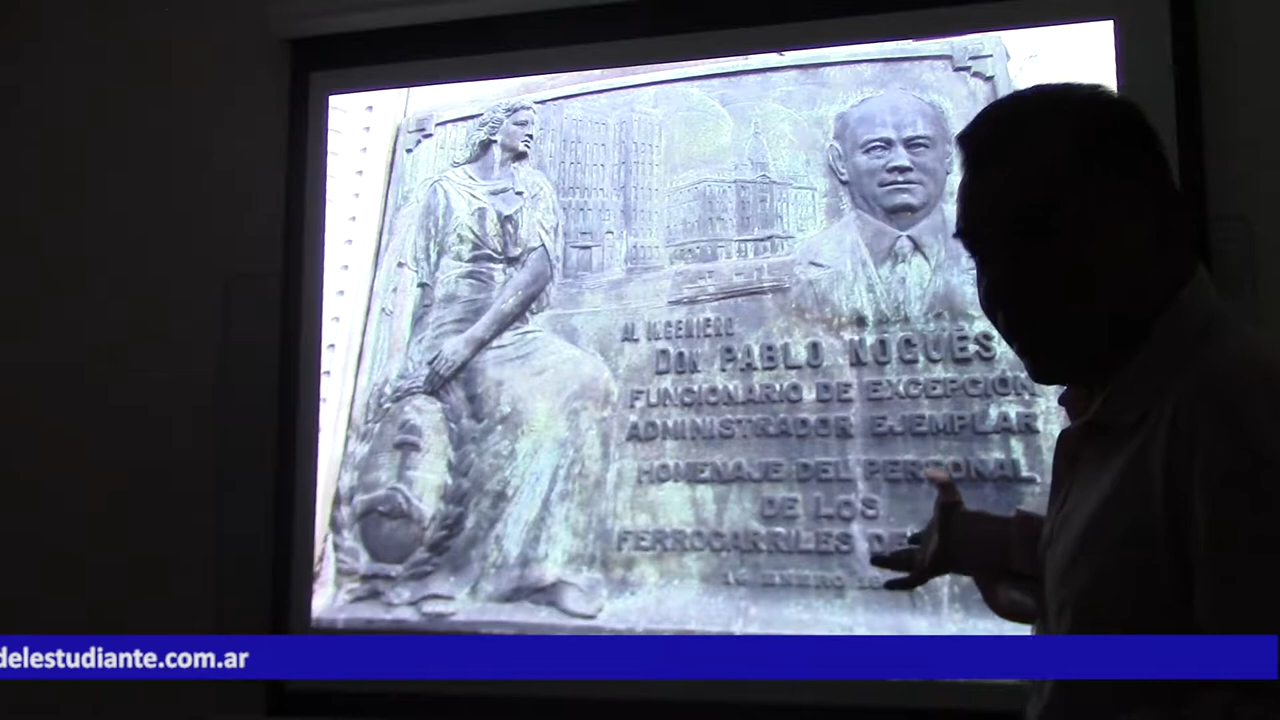 AL INGENIERO
DON PABLO NOGUÉS
FUNCIONARIO DE EXCEPCIÓN
ADMINISTRADOR EJEMPLAR
HOMENAJE DEL PERSONAL
DE LOS
FERROCARRILES DE
ENERO
delestudiante.com.ar